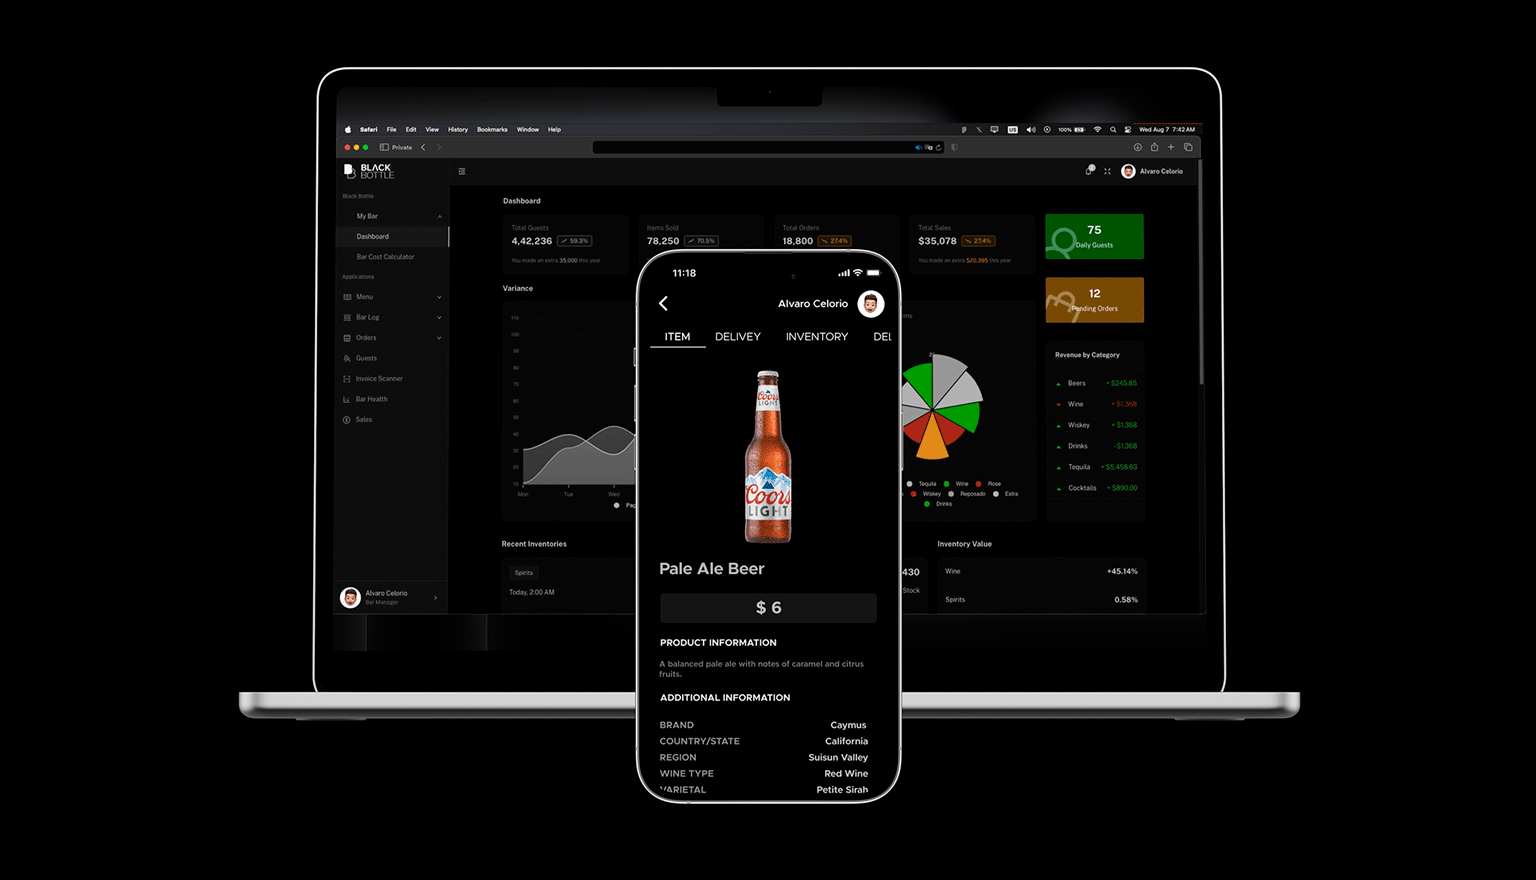 Safari File Edit View History Bookmarks Window Help
US 100% Wed Aug 7 7:42 AM
Private
BLACK
BOTTLE
Alvaro Celorio
Black Bottle
My Bar
Dashboard
Bar Cost Calculator
Applications
Menu
Bar Log
Orders
Guests
Invoice Scanner
Bar Health
Sales
Alvaro Celorio
Bar Manager
Dashboard
Total Guests
4,42,236 59.3%
You made an extra 35,000 this year
Items Sold
78,250 70.5%
Total Orders
18,800 27.4%
Total Sales
$35,078 27.4%
You made an extra $20,395 this year
75
Daily Guests
12
Pending Orders
Variance
110
100
90
80
70
60
50
40
30
20
10
Mon Tue Wed
Tequila Wine Rose
Wiskey Reposado Extra
Drinks
Revenue by Category
Beers + $245.85
Wine + $1,368
Wiskey + $1,368
Drinks -$1,368
Tequila + $5,458.63
Cocktails + $890.00
Recent Inventories
Spirits
Today, 2:00 AM
430
Stock
Inventory Value
Wine +45.14%
Spirits 0.58%
11:18
Alvaro Celorio
ITEM DELIVEY INVENTORY DEL
Coors
LIGHT
Coors
LIGHT
Pale Ale Beer
$ 6
PRODUCT INFORMATION
A balanced pale ale with notes of caramel and citrus
fruits.
ADDITIONAL INFORMATION
BRAND Caymus
COUNTRY/STATE California
REGION Suisun Valley
WINE TYPE Red Wine
VARIETAL Petite Sirah